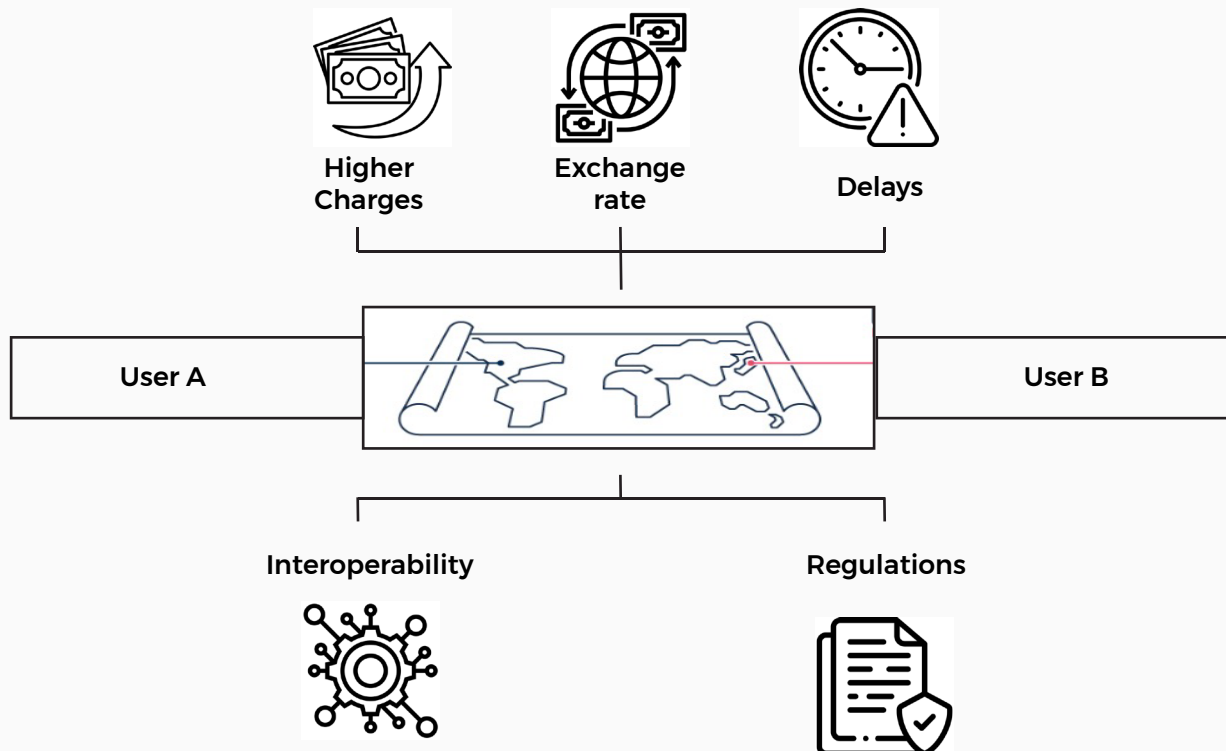 Higher
Charges
Exchange
rate
Delays
User A
User B
Interoperability
Regulations